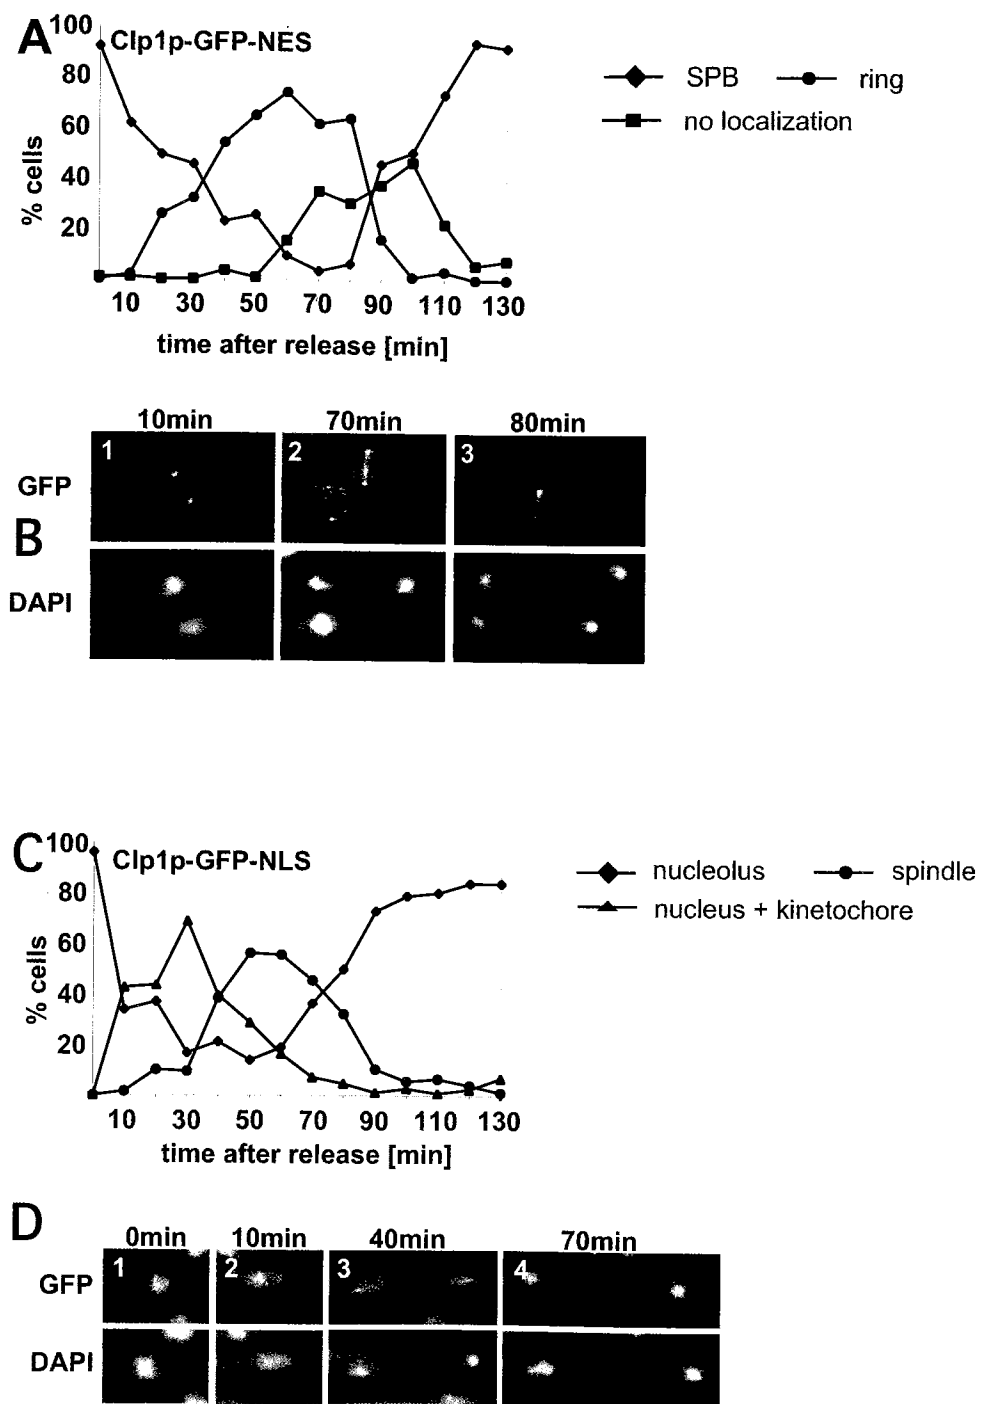 A
Clp1p-GFP-NES
100
80
60
40
20
% cells
10 30 50 70 90 110 130
time after release [min]
SPB ring
no localization
B
10min 70min 80min
GFP
1 2 3
DAPI
C
Clp1p-GFP-NLS
100
80
60
40
20
% cells
10 30 50 70 90 110 130
time after release [min]
nucleolus spindle
nucleus + kinetochore
D
0min 10min 40min 70min
GFP
1 2 3 4
DAPI